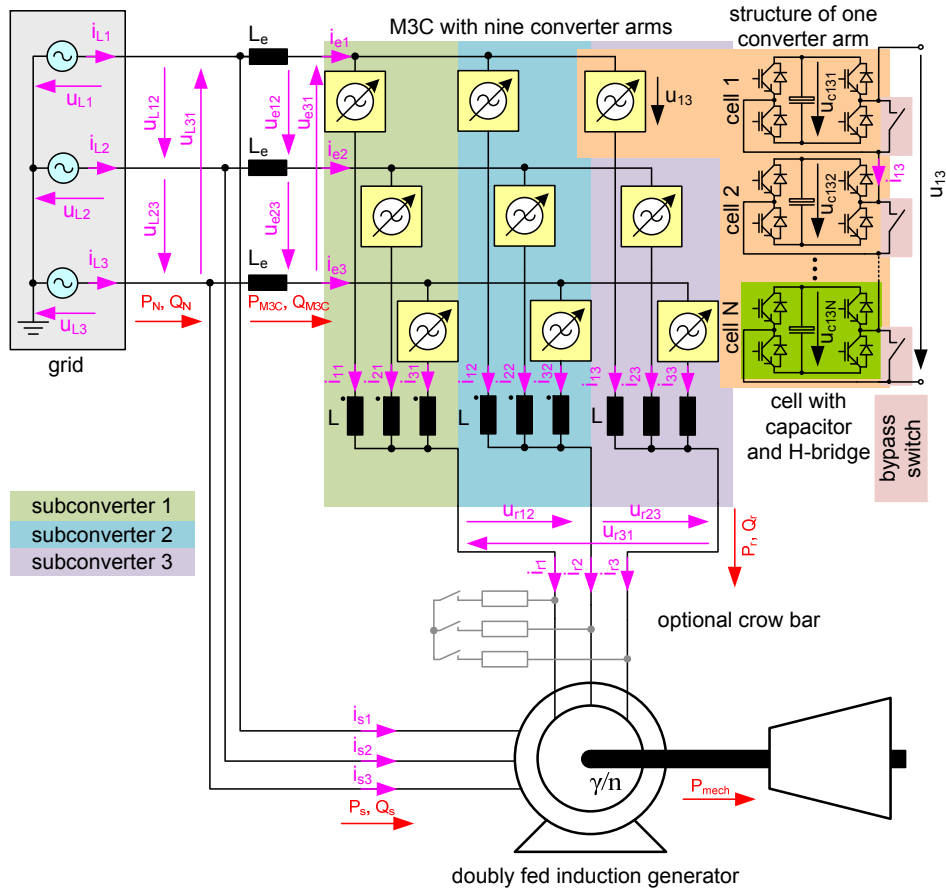 M3C with nine converter arms
structure of one
converter arm
i_L1
i_L2
i_L3
u_L1
u_L2
u_L3
grid
u_L12
u_L23
u_L31
P_N, Q_N
L_e
L_e
L_e
u_e12
u_e23
u_e31
P_M3C, Q_M3C
i_e1
i_e2
i_e3
u_13
cell 1
cell 2
cell N
u_c131
u_c132
u_c13N
i_13
u_13
i_11
i_21
i_31
i_12
i_22
i_32
i_13
i_23
i_33
L
L
L
cell with
capacitor
and H-bridge
bypass
switch
subconverter 1
subconverter 2
subconverter 3
u_r12
u_r23
u_r31
P_r, Q_r
i_r1
i_r2
i_r3
optional crow bar
i_s1
i_s2
i_s3
P_s, Q_s
γ/n
P_mech
doubly fed induction generator